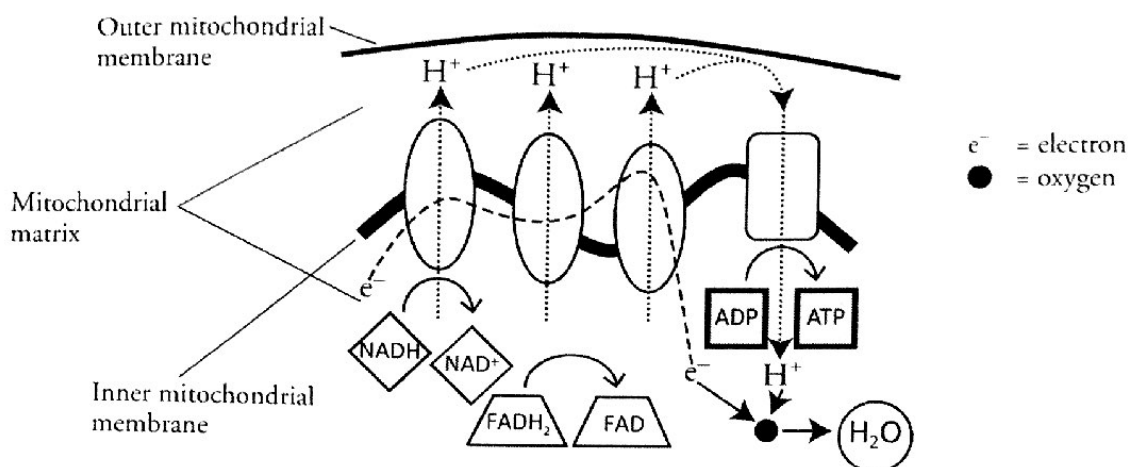 Outer mitochondrial
membrane
H⁺
H⁺
H⁺
e⁻ = electron
= oxygen
Mitochondrial
matrix
e⁻
NADH
NAD⁺
FADH₂
FAD
ADP
ATP
e⁻
H⁺
H₂O
Inner mitochondrial
membrane